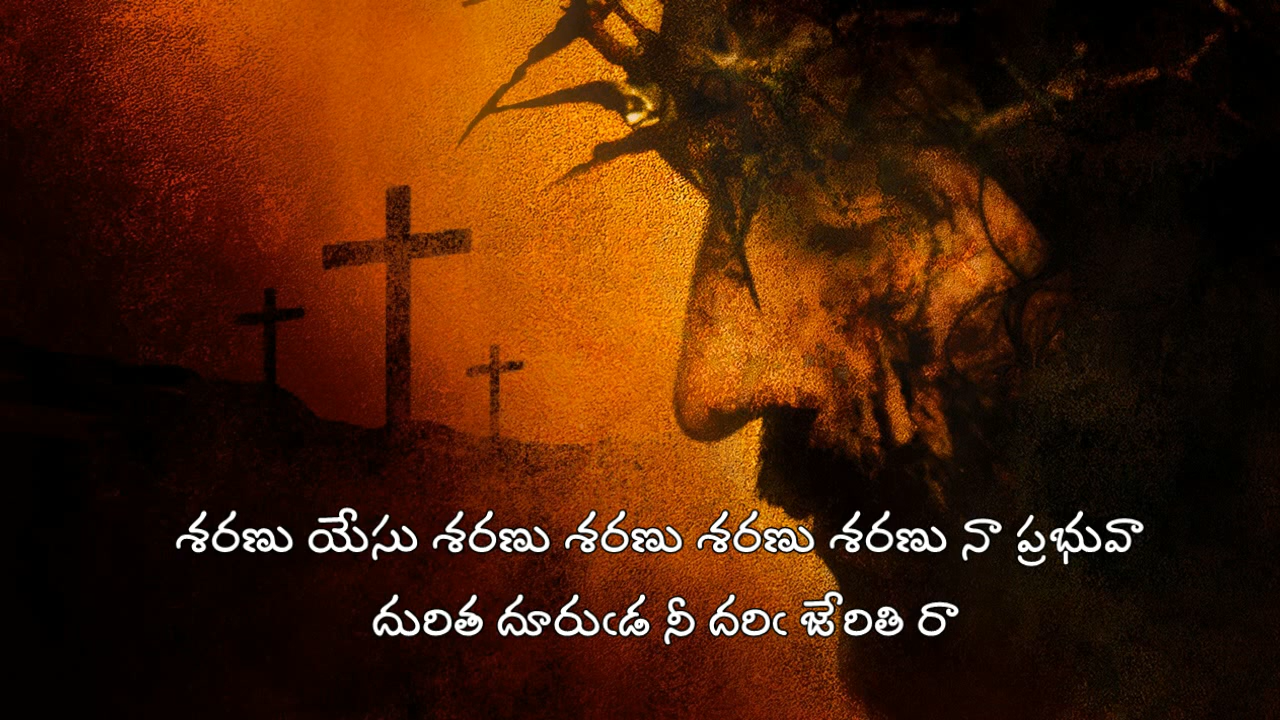 శరణు యేసు శరణు శరణు శరణు శరణు నా ప్రభువా
దురిత దూరుఁడ నీ దరిఁ జేరితి రా